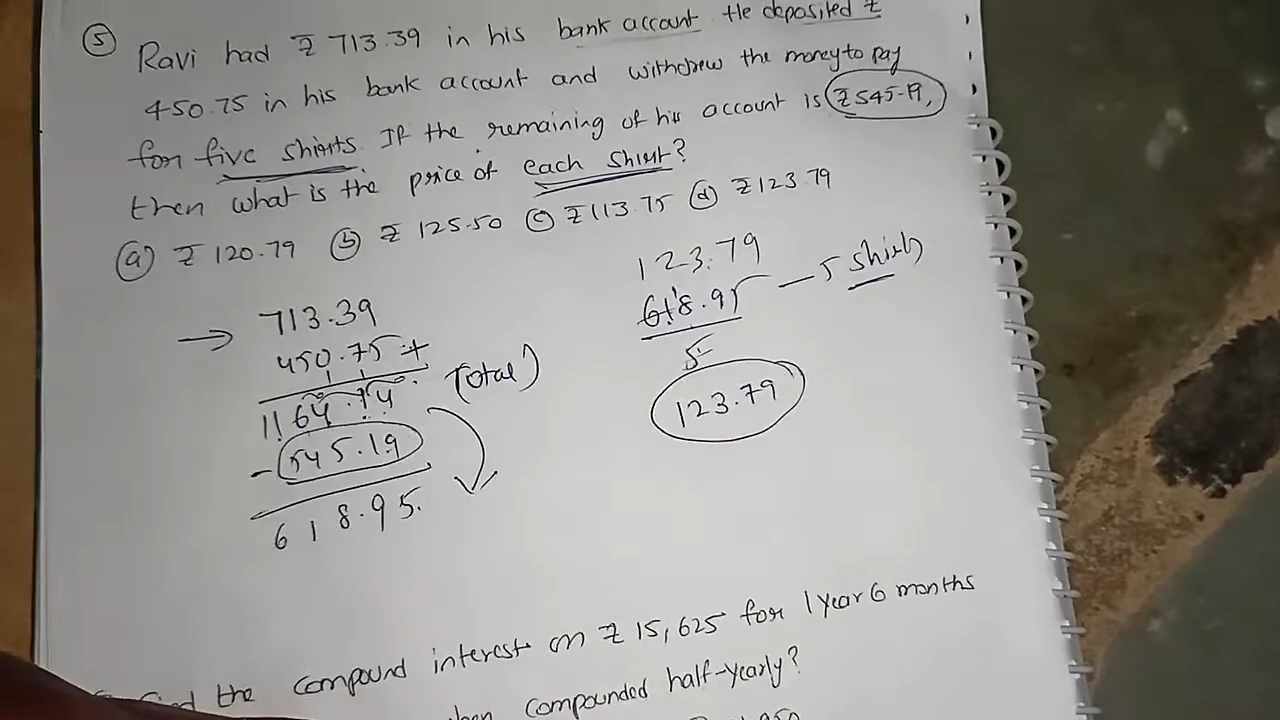 ⑤ Ravi had ₹ 713.39 in his bank account He deposited ₹
450.75 in his bank account and withdrew the money to pay
for five shirts. If the remaining of his account is ₹545.19,
then what is the price of each shirt?
ⓐ ₹ 120.79 ⓑ ₹ 125.50 ⓒ ₹113.75 ⓓ ₹123.79
→ 713.39
450.75 +
1164.14 (Total)
- 545.19
618.95.
123.79
618.95 — 5 shirts
5
123.79
the compound interest on ₹ 15,625 for 1 year 6 months
compounded half-yearly?